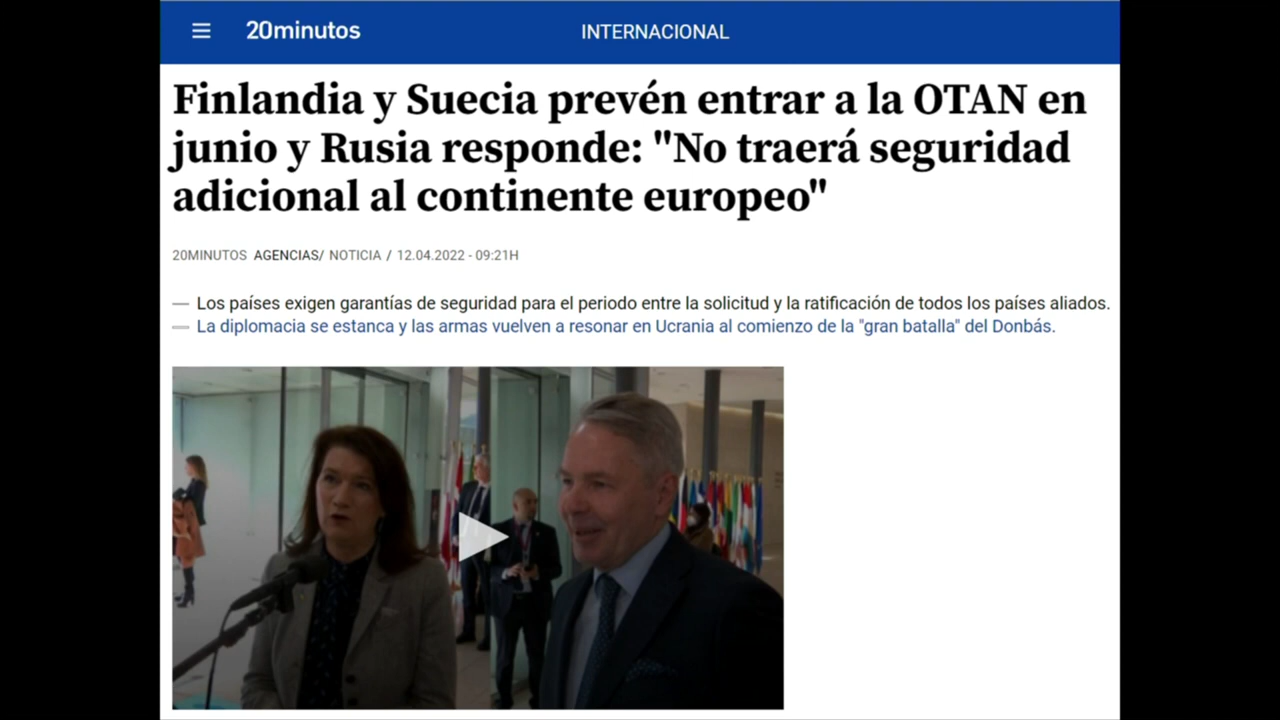 20minutos
INTERNACIONAL
Finlandia y Suecia prevén entrar a la OTAN en
junio y Rusia responde: "No traerá seguridad
adicional al continente europeo"
20MINUTOS AGENCIAS/ NOTICIA / 12.04.2022 - 09:21H
— Los países exigen garantías de seguridad para el periodo entre la solicitud y la ratificación de todos los países aliados.
— La diplomacia se estanca y las armas vuelven a resonar en Ucrania al comienzo de la "gran batalla" del Donbás.